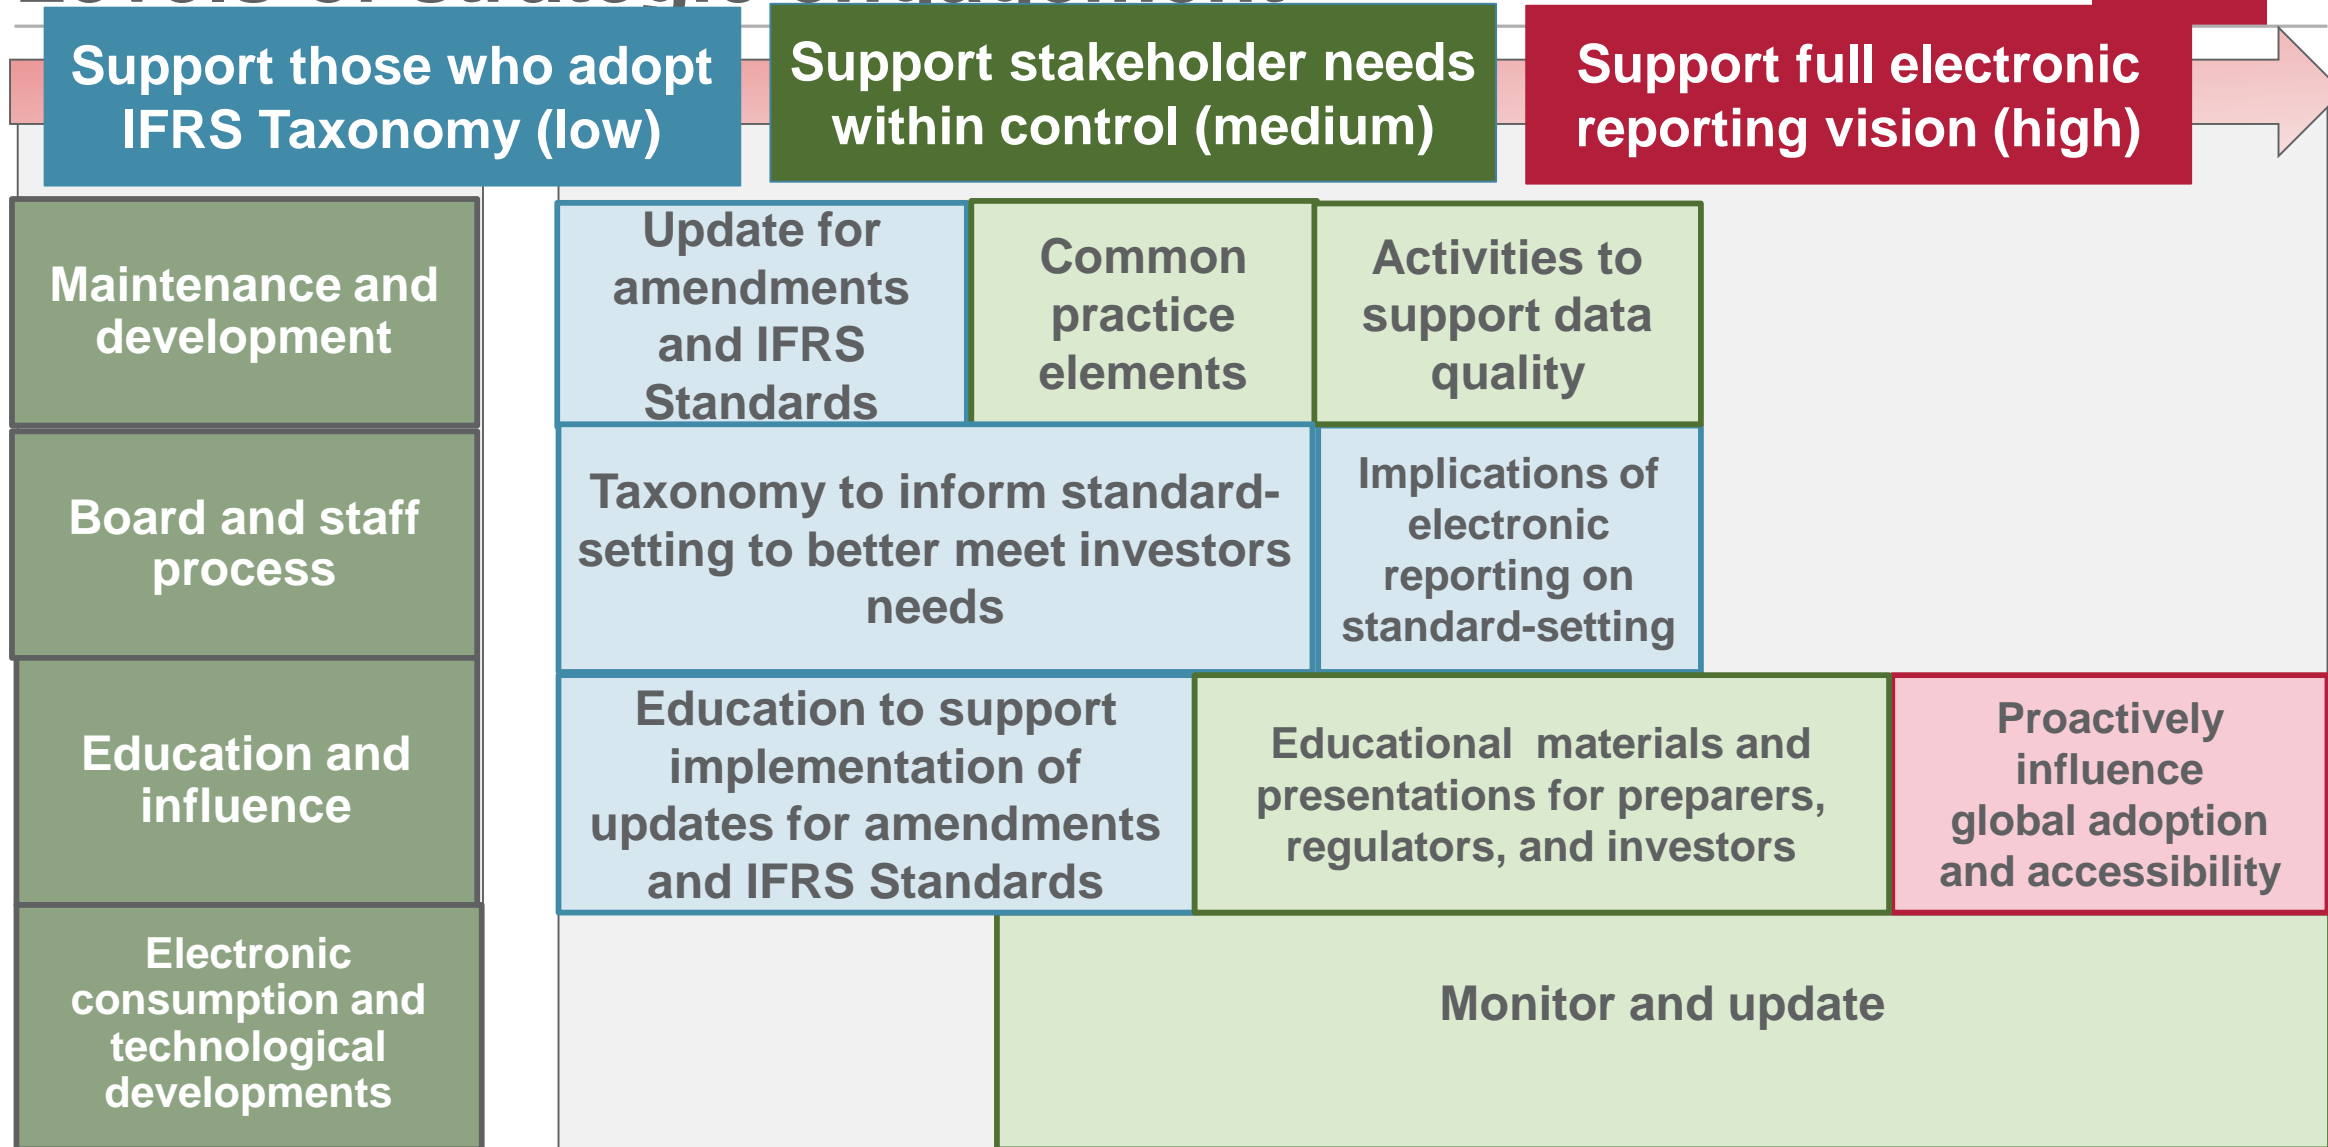 Levels of strategic engagement
Support those who adopt
IFRS Taxonomy (low)
Support stakeholder needs
within control (medium)
Support full electronic
reporting vision (high)
Maintenance and
development
Update for
amendments
and IFRS
Standards
Common
practice
elements
Activities to
support data
quality
Board and staff
process
Taxonomy to inform standard-
setting to better meet investors
needs
Implications of
electronic
reporting on
standard-setting
Education and
influence
Education to support
implementation of
updates for amendments
and IFRS Standards
Educational  materials and
presentations for preparers,
regulators, and investors
Proactively
influence
global adoption
and accessibility
Electronic
consumption and
technological
developments
Monitor and update